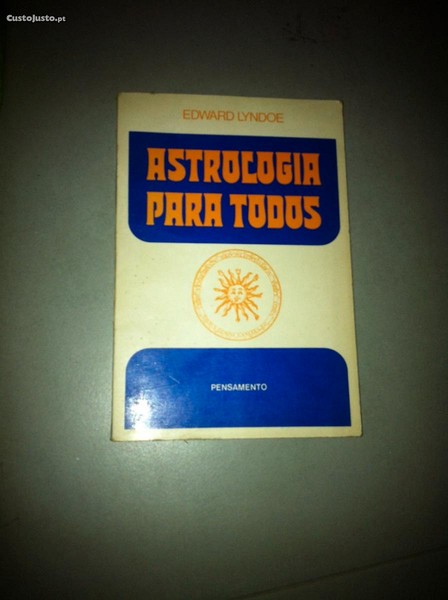 CustoJusto.pt
EDWARD LYNDOE
ASTROLOGIA
PARA TODOS
PENSAMENTO